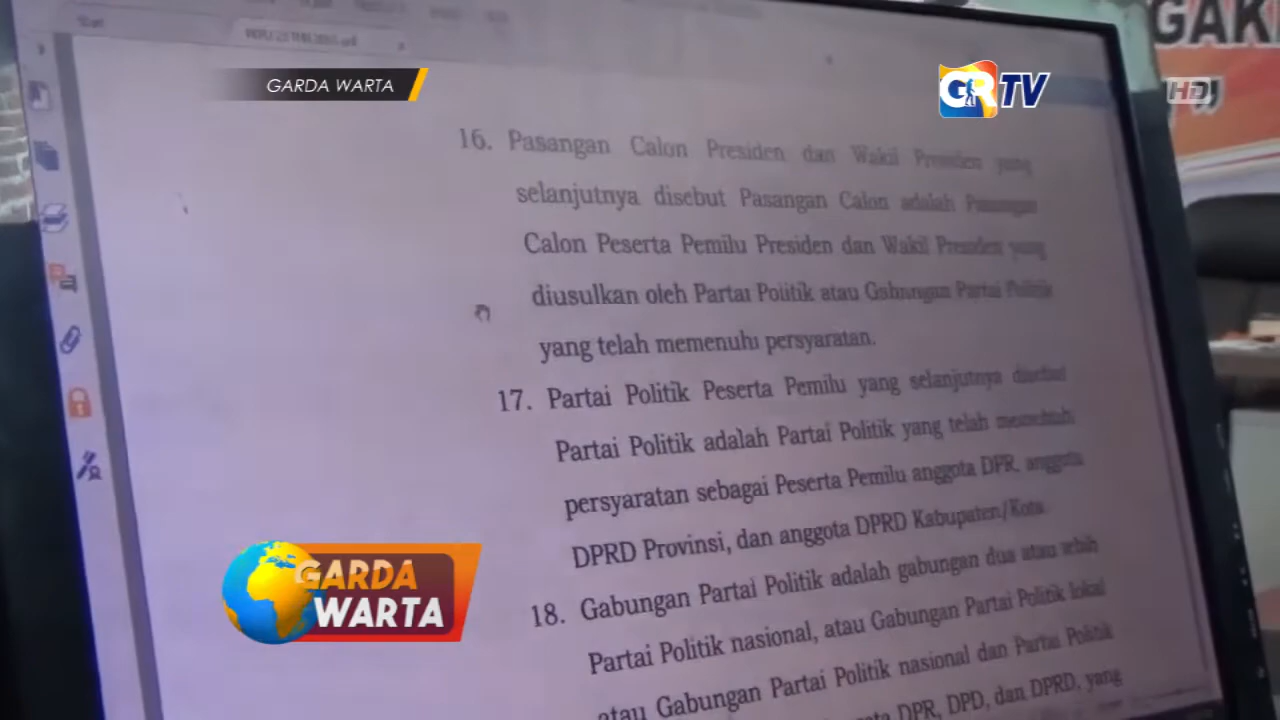 Start
GAK
GARDA WARTA
GR TV
HD
16. Pasangan Calon Presiden dan Wakil Presiden yang
selanjutnya disebut Pasangan Calon adalah Pasangan
Calon Peserta Pemilu Presiden dan Wakil Presiden yang
diusulkan oleh Partai Politik atau Gabungan Partai Politik
yang telah memenuhi persyaratan.
17. Partai Politik Peserta Pemilu yang selanjutnya disebut
Partai Politik adalah Partai Politik yang telah memenuhi
persyaratan sebagai Peserta Pemilu anggota DPR, anggota
DPRD Provinsi, dan anggota DPRD Kabupaten/Kota
18. Gabungan Partai Politik adalah gabungan dua atau lebih
Partai Politik nasional, atau Gabungan Partai Politik lokal
atau Gabungan Partai Politik nasional dan Partai Politik
DPR, DPD, dan DPRD, yang
GARDA
WARTA